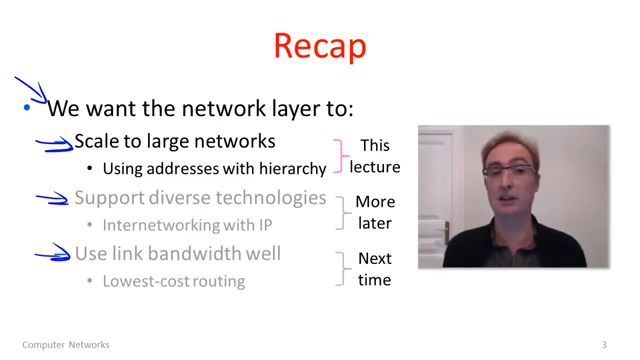 Recap
• We want the network layer to:
Scale to large networks
• Using addresses with hierarchy
This
lecture
Support diverse technologies
• Internetworking with IP
More
later
Use link bandwidth well
• Lowest-cost routing
Next
time
Computer Networks
3